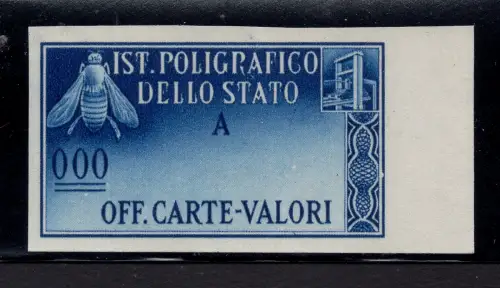 IST. POLIGRAFICO
DELLO STATO
A
000
OFF. CARTE-VALORI